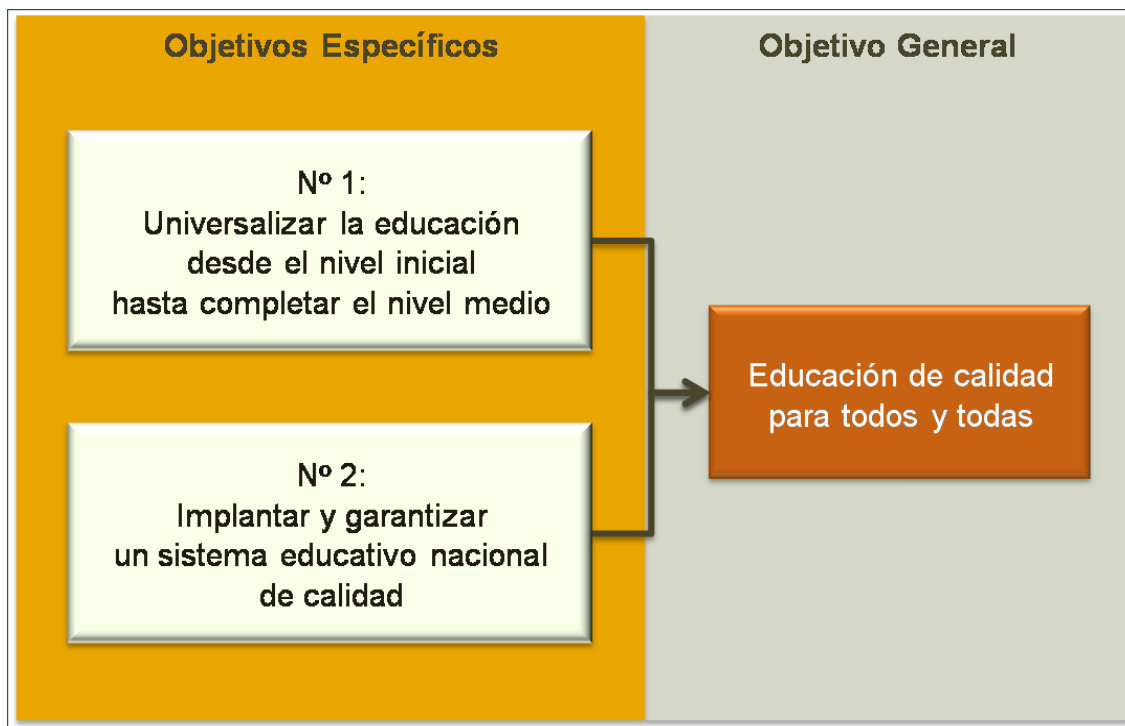 Objetivos Específicos
Objetivo General
Nº 1:
Universalizar la educación
desde el nivel inicial
hasta completar el nivel medio
Nº 2:
Implantar y garantizar
un sistema educativo nacional
de calidad
Educación de calidad
para todos y todas